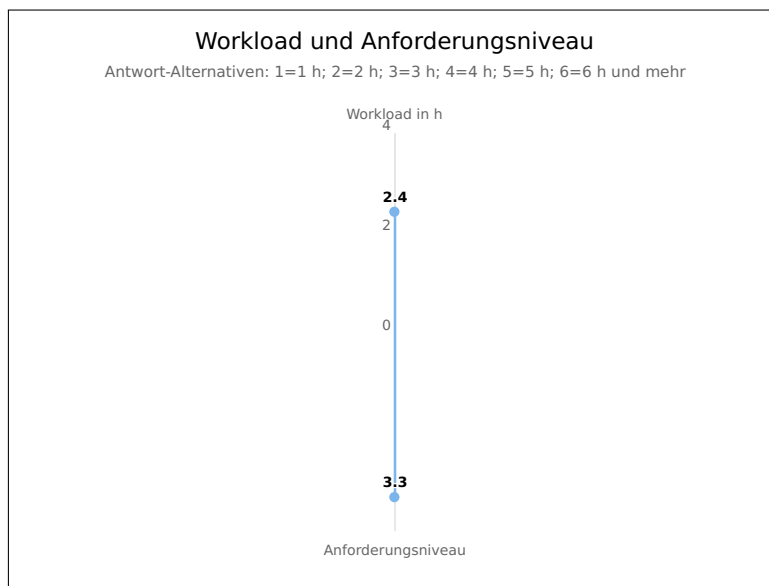 Workload und Anforderungsniveau
Antwort-Alternativen: 1=1 h; 2=2 h; 3=3 h; 4=4 h; 5=5 h; 6=6 h und mehr
Workload in h
4
2.4
2
0
3.3
Anforderungsniveau